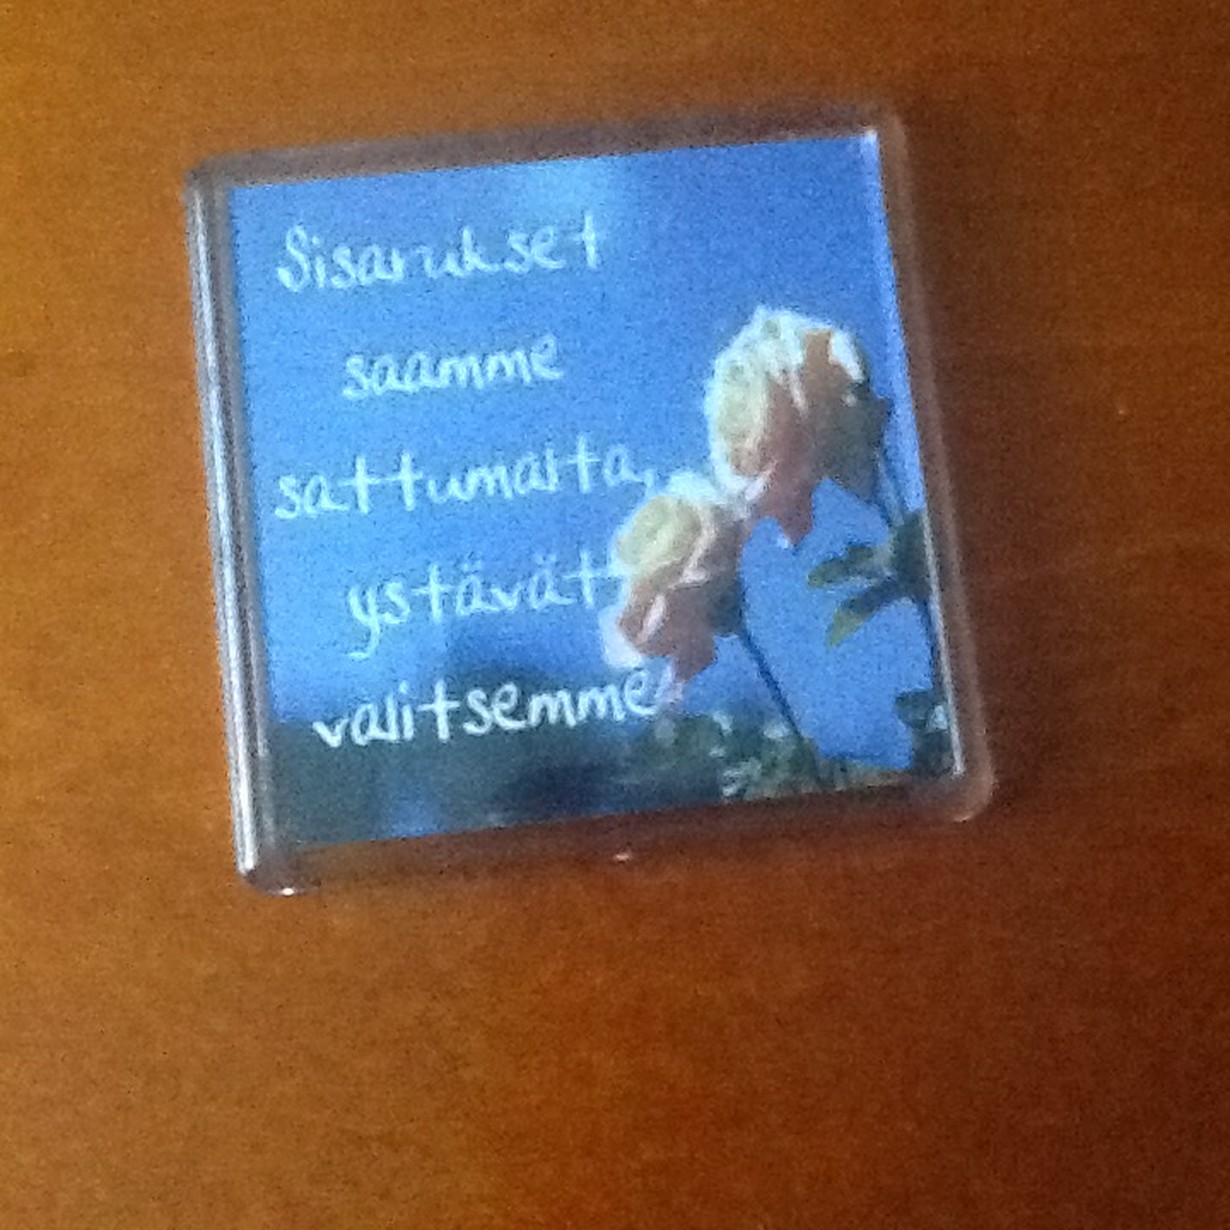 Sisarukset
saamme
sattumalta,
ystävät
valitsemme.